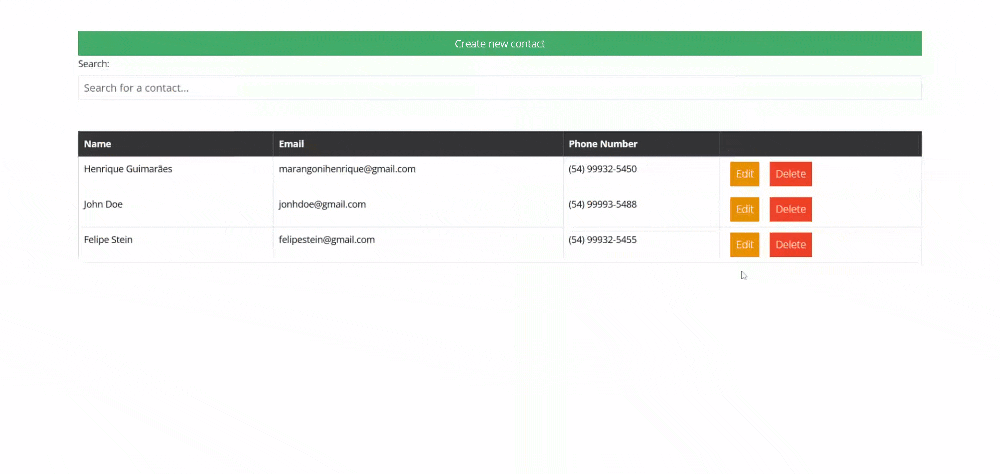 Create new contact
Search:
Search for a contact...
Name Email Phone Number
Henrique Guimarães marangonihenrique@gmail.com (54) 99932-5450 Edit Delete
John Doe jonhdoe@gmail.com (54) 99993-5488 Edit Delete
Felipe Stein felipestein@gmail.com (54) 99932-5455 Edit Delete